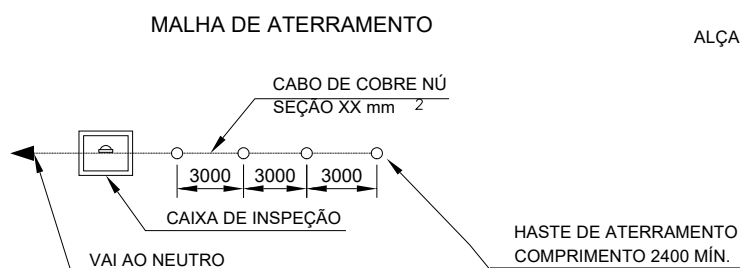 MALHA DE ATERRAMENTO
ALÇA
CABO DE COBRE NÚ
SEÇÃO XX mm 2
3000 3000 3000
CAIXA DE INSPEÇÃO
HASTE DE ATERRAMENTO
COMPRIMENTO 2400 MÍN.
VAI AO NEUTRO